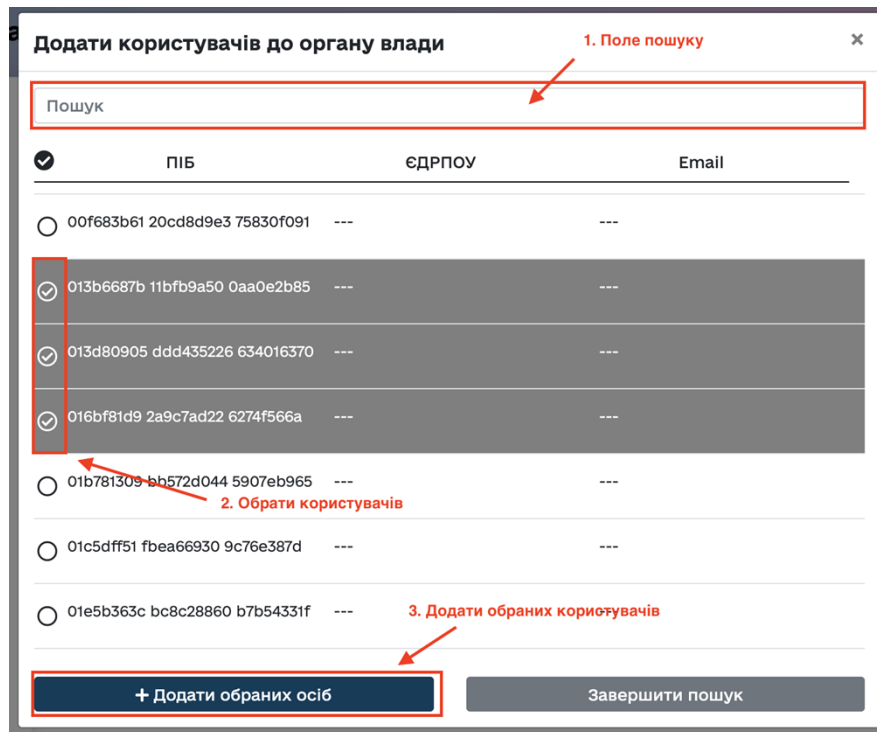 Додати користувачів до органу влади
1. Поле пошуку
×
Пошук
ПІБ ЄДРПОУ Email
00f683b61 20cd8d9e3 75830f091 --- ---
013b6687b 11bfb9a50 0aa0e2b85 --- ---
013d80905 ddd435226 634016370 --- ---
016bf81d9 2a9c7ad22 6274f566a --- ---
01b781309 bb572d044 5907eb965 --- ---
2. Обрати користувачів
01c5dff51 fbea66930 9c76e387d --- ---
01e5b363c bc8c28860 b7b54331f --- ---
3. Додати обраних користувачів
+ Додати обраних осіб Завершити пошук